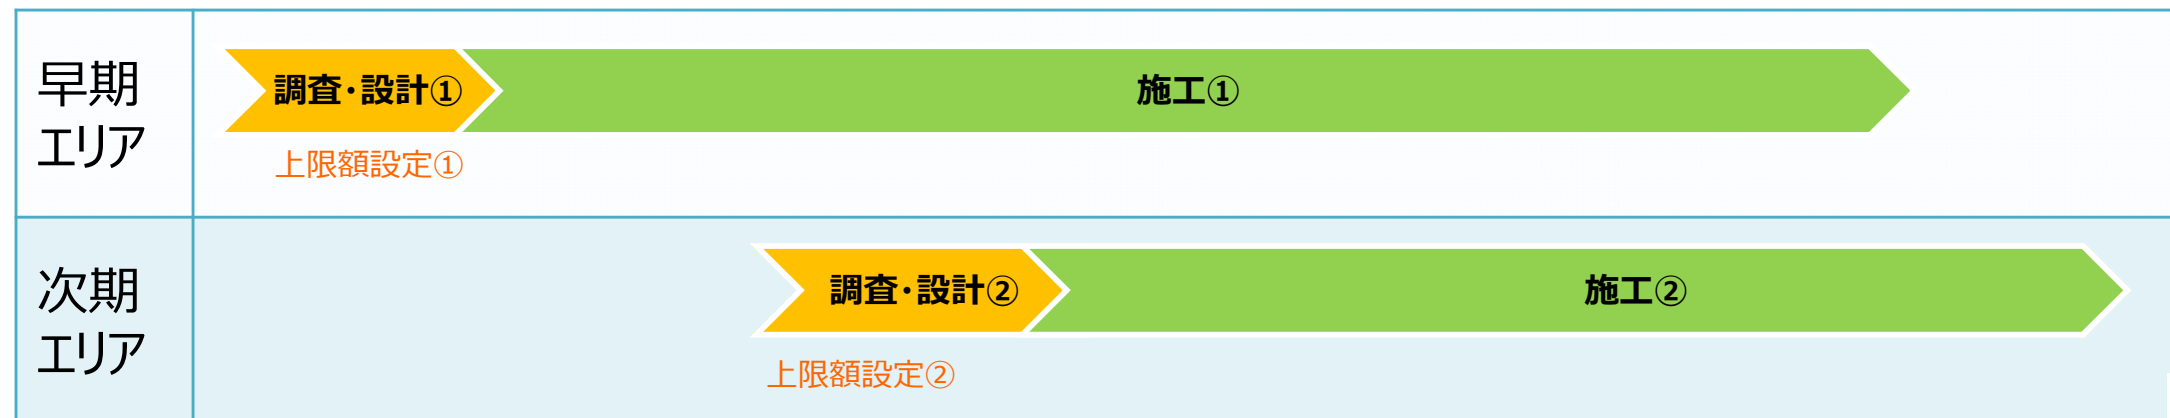 早期
エリア
調査・設計①
施工①
上限額設定①
次期
エリア
調査・設計②
施工②
上限額設定②